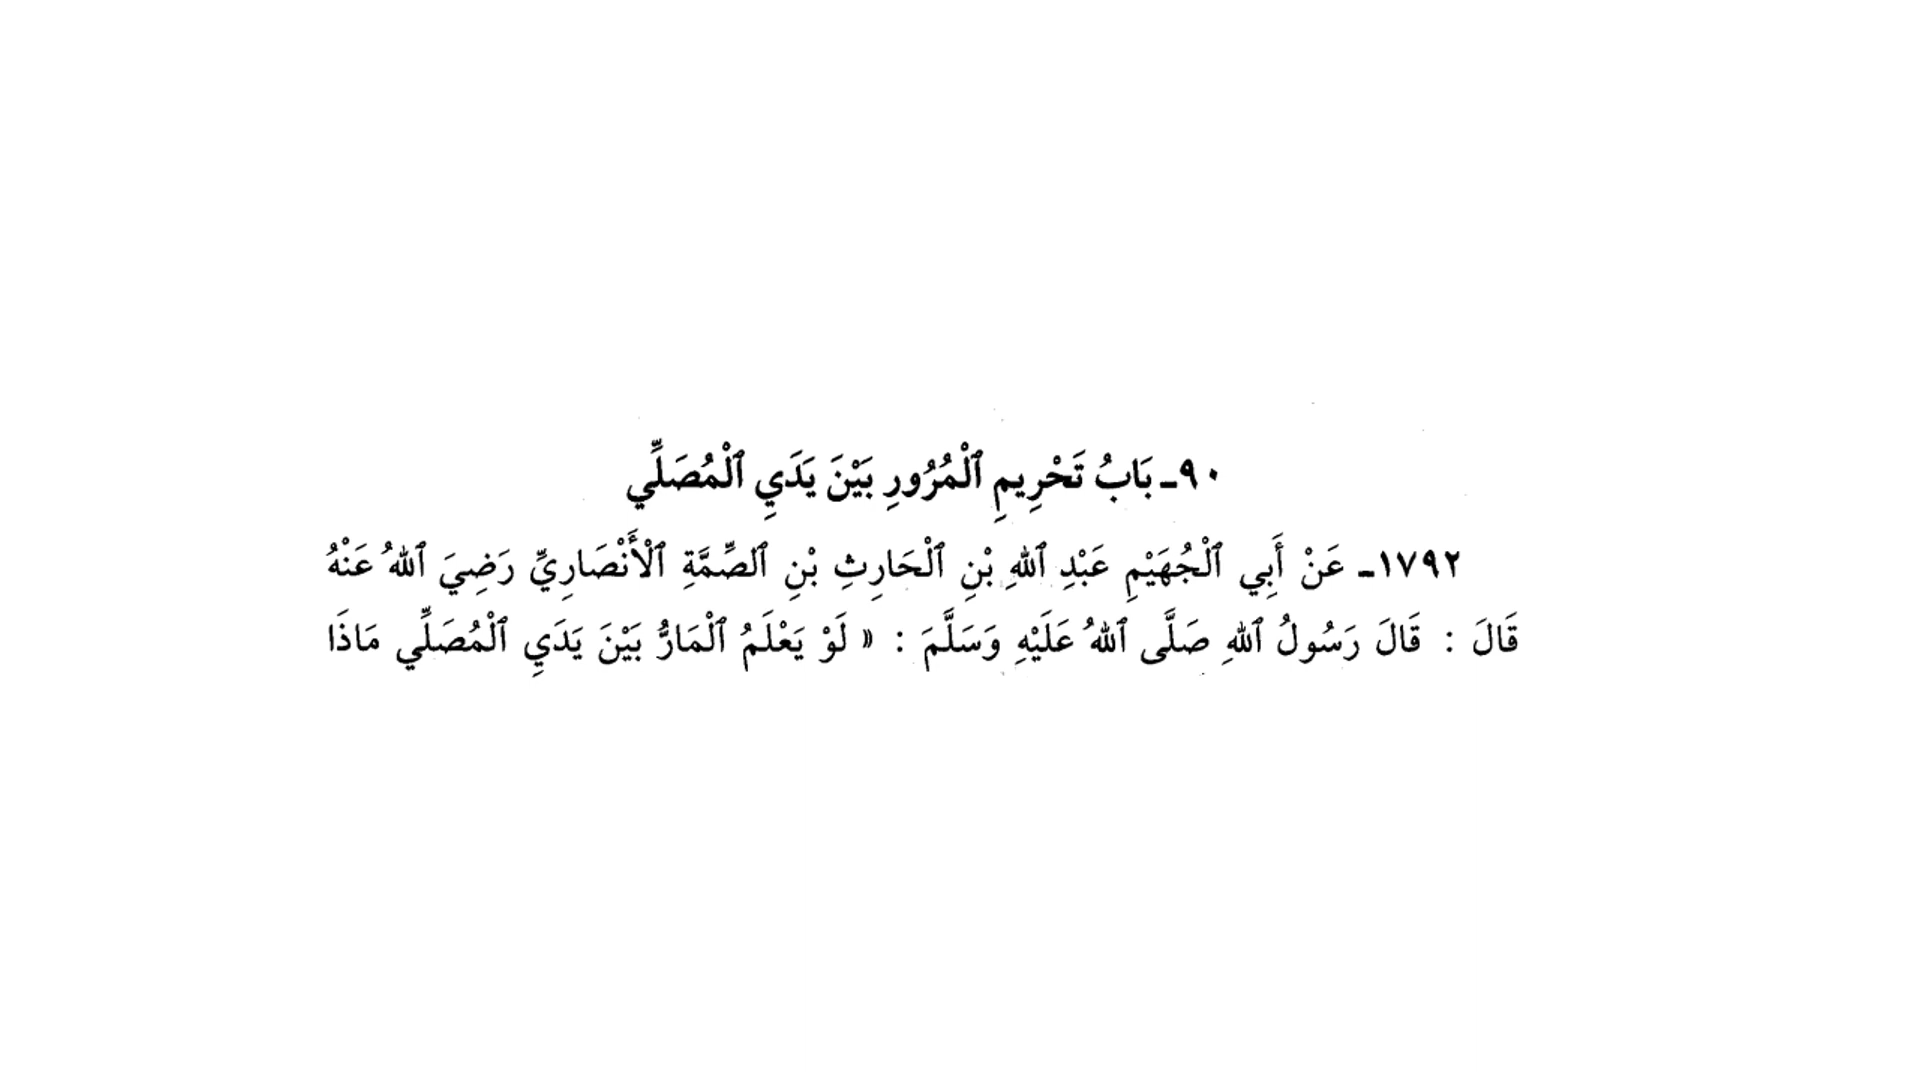 ٩٠ـ بَابُ تَحْرِيمِ ٱلْمُرُورِ بَيْنَ يَدَيِ ٱلْمُصَلِّي
١٧٩٢ـ عَنْ أَبِي ٱلْجُهَيْمِ عَبْدِ ٱللهِ بْنِ ٱلْحَارِثِ بْنِ ٱلصِّمَّةِ ٱلْأَنْصَارِيِّ رَضِيَ ٱللهُ عَنْهُ
قَالَ : قَالَ رَسُولُ ٱللهِ صَلَّى ٱللهُ عَلَيْهِ وَسَلَّمَ : « لَوْ يَعْلَمُ ٱلْمَارُّ بَيْنَ يَدَيِ ٱلْمُصَلِّي مَاذَا